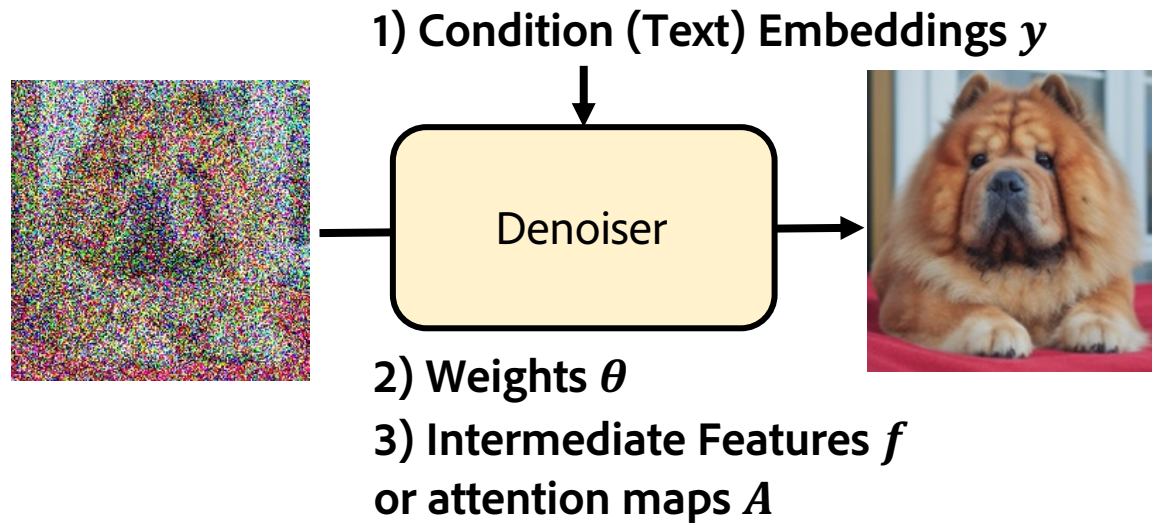 1) Condition (Text) Embeddings y
Denoiser
2) Weights θ
3) Intermediate Features f
or attention maps A